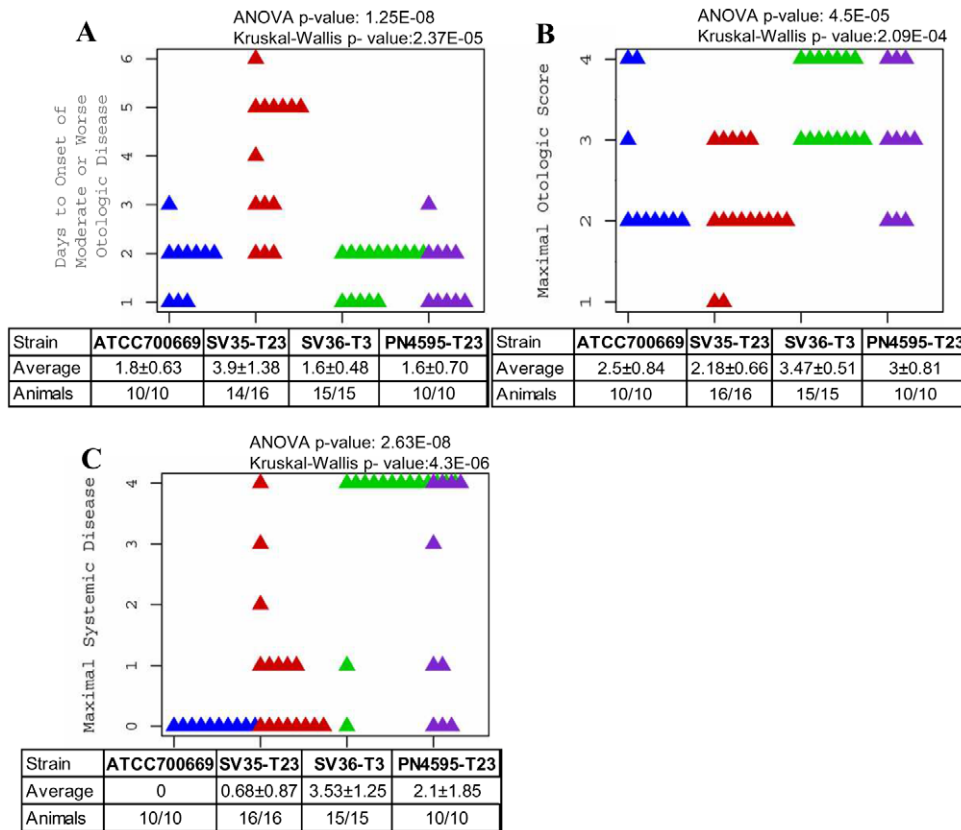 A
ANOVA p-value: 1.25E-08
Kruskal-Wallis p- value:2.37E-05
Days to Onset of
Moderate or Worse
Otologic Disease
6
5
4
3
2
1
Strain ATCC700669 SV35-T23 SV36-T3 PN4595-T23
Average 1.8±0.63 3.9±1.38 1.6±0.48 1.6±0.70
Animals 10/10 14/16 15/15 10/10
B
ANOVA p-value: 4.5E-05
Kruskal-Wallis p- value:2.09E-04
Maximal Otologic Score
4
3
2
1
Strain ATCC700669 SV35-T23 SV36-T3 PN4595-T23
Average 2.5±0.84 2.18±0.66 3.47±0.51 3±0.81
Animals 10/10 16/16 15/15 10/10
C
ANOVA p-value: 2.63E-08
Kruskal-Wallis p- value:4.3E-06
Maximal Systemic Disease
4
3
2
1
0
Strain ATCC700669 SV35-T23 SV36-T3 PN4595-T23
Average 0 0.68±0.87 3.53±1.25 2.1±1.85
Animals 10/10 16/16 15/15 10/10